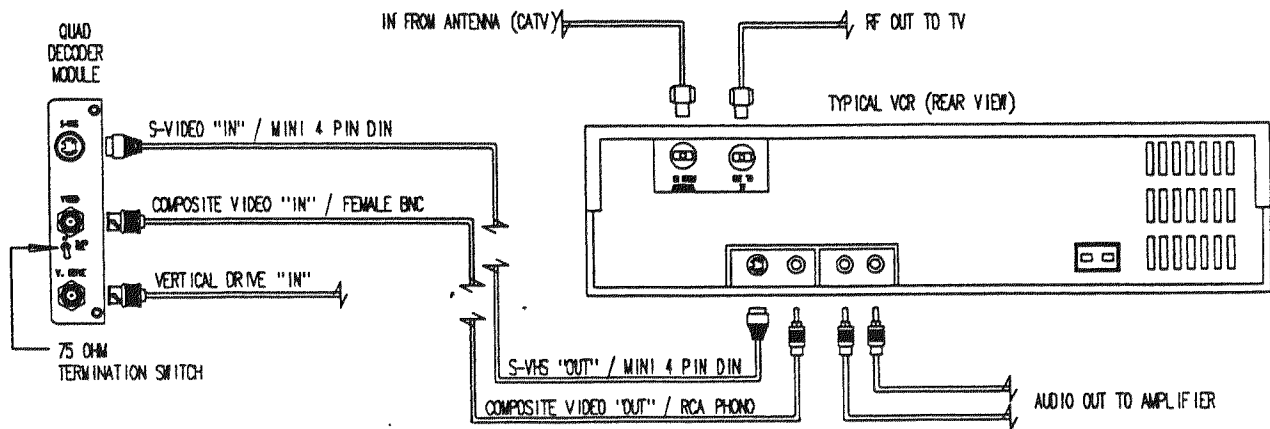 IN FROM ANTENNA (CATV)
RF OUT TO TV
QUAD
DECODER
MODULE
TYPICAL VCR (REAR VIEW)
S-VIDEO "IN" / MINI 4 PIN DIN
COMPOSITE VIDEO "IN" / FEMALE BNC
V. DRIVE
VERTICAL DRIVE "IN"
75 OHM
TERMINATION SWITCH
S-VHS "OUT" / MINI 4 PIN DIN
COMPOSITE VIDEO "OUT" / RCA PHONO
AUDIO OUT TO AMPLIFIER